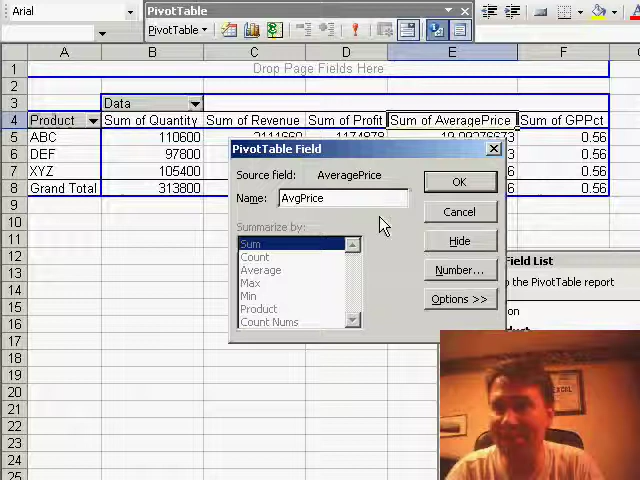 Arial
PivotTable
PivotTable
A B C D E F
1 Drop Page Fields Here
2
3 Data
4 Product Sum of Quantity Sum of Revenue Sum of Profit Sum of AveragePrice Sum of GPPct
5 ABC 110600 2111660 1174878 19.09276673 0.56
6 DEF 97800 0.56
7 XYZ 105400 0.56
8 Grand Total 313800 0.56
9
10
11
12
13
14
15
16
17
18
19
20
21
22
23
24
25
PivotTable Field
Source field: AveragePrice
Name: AvgPrice
Summarize by:
Sum
Count
Average
Max
Min
Product
Count Nums
OK
Cancel
Hide
Number...
Options >>
Field List
the PivotTable report